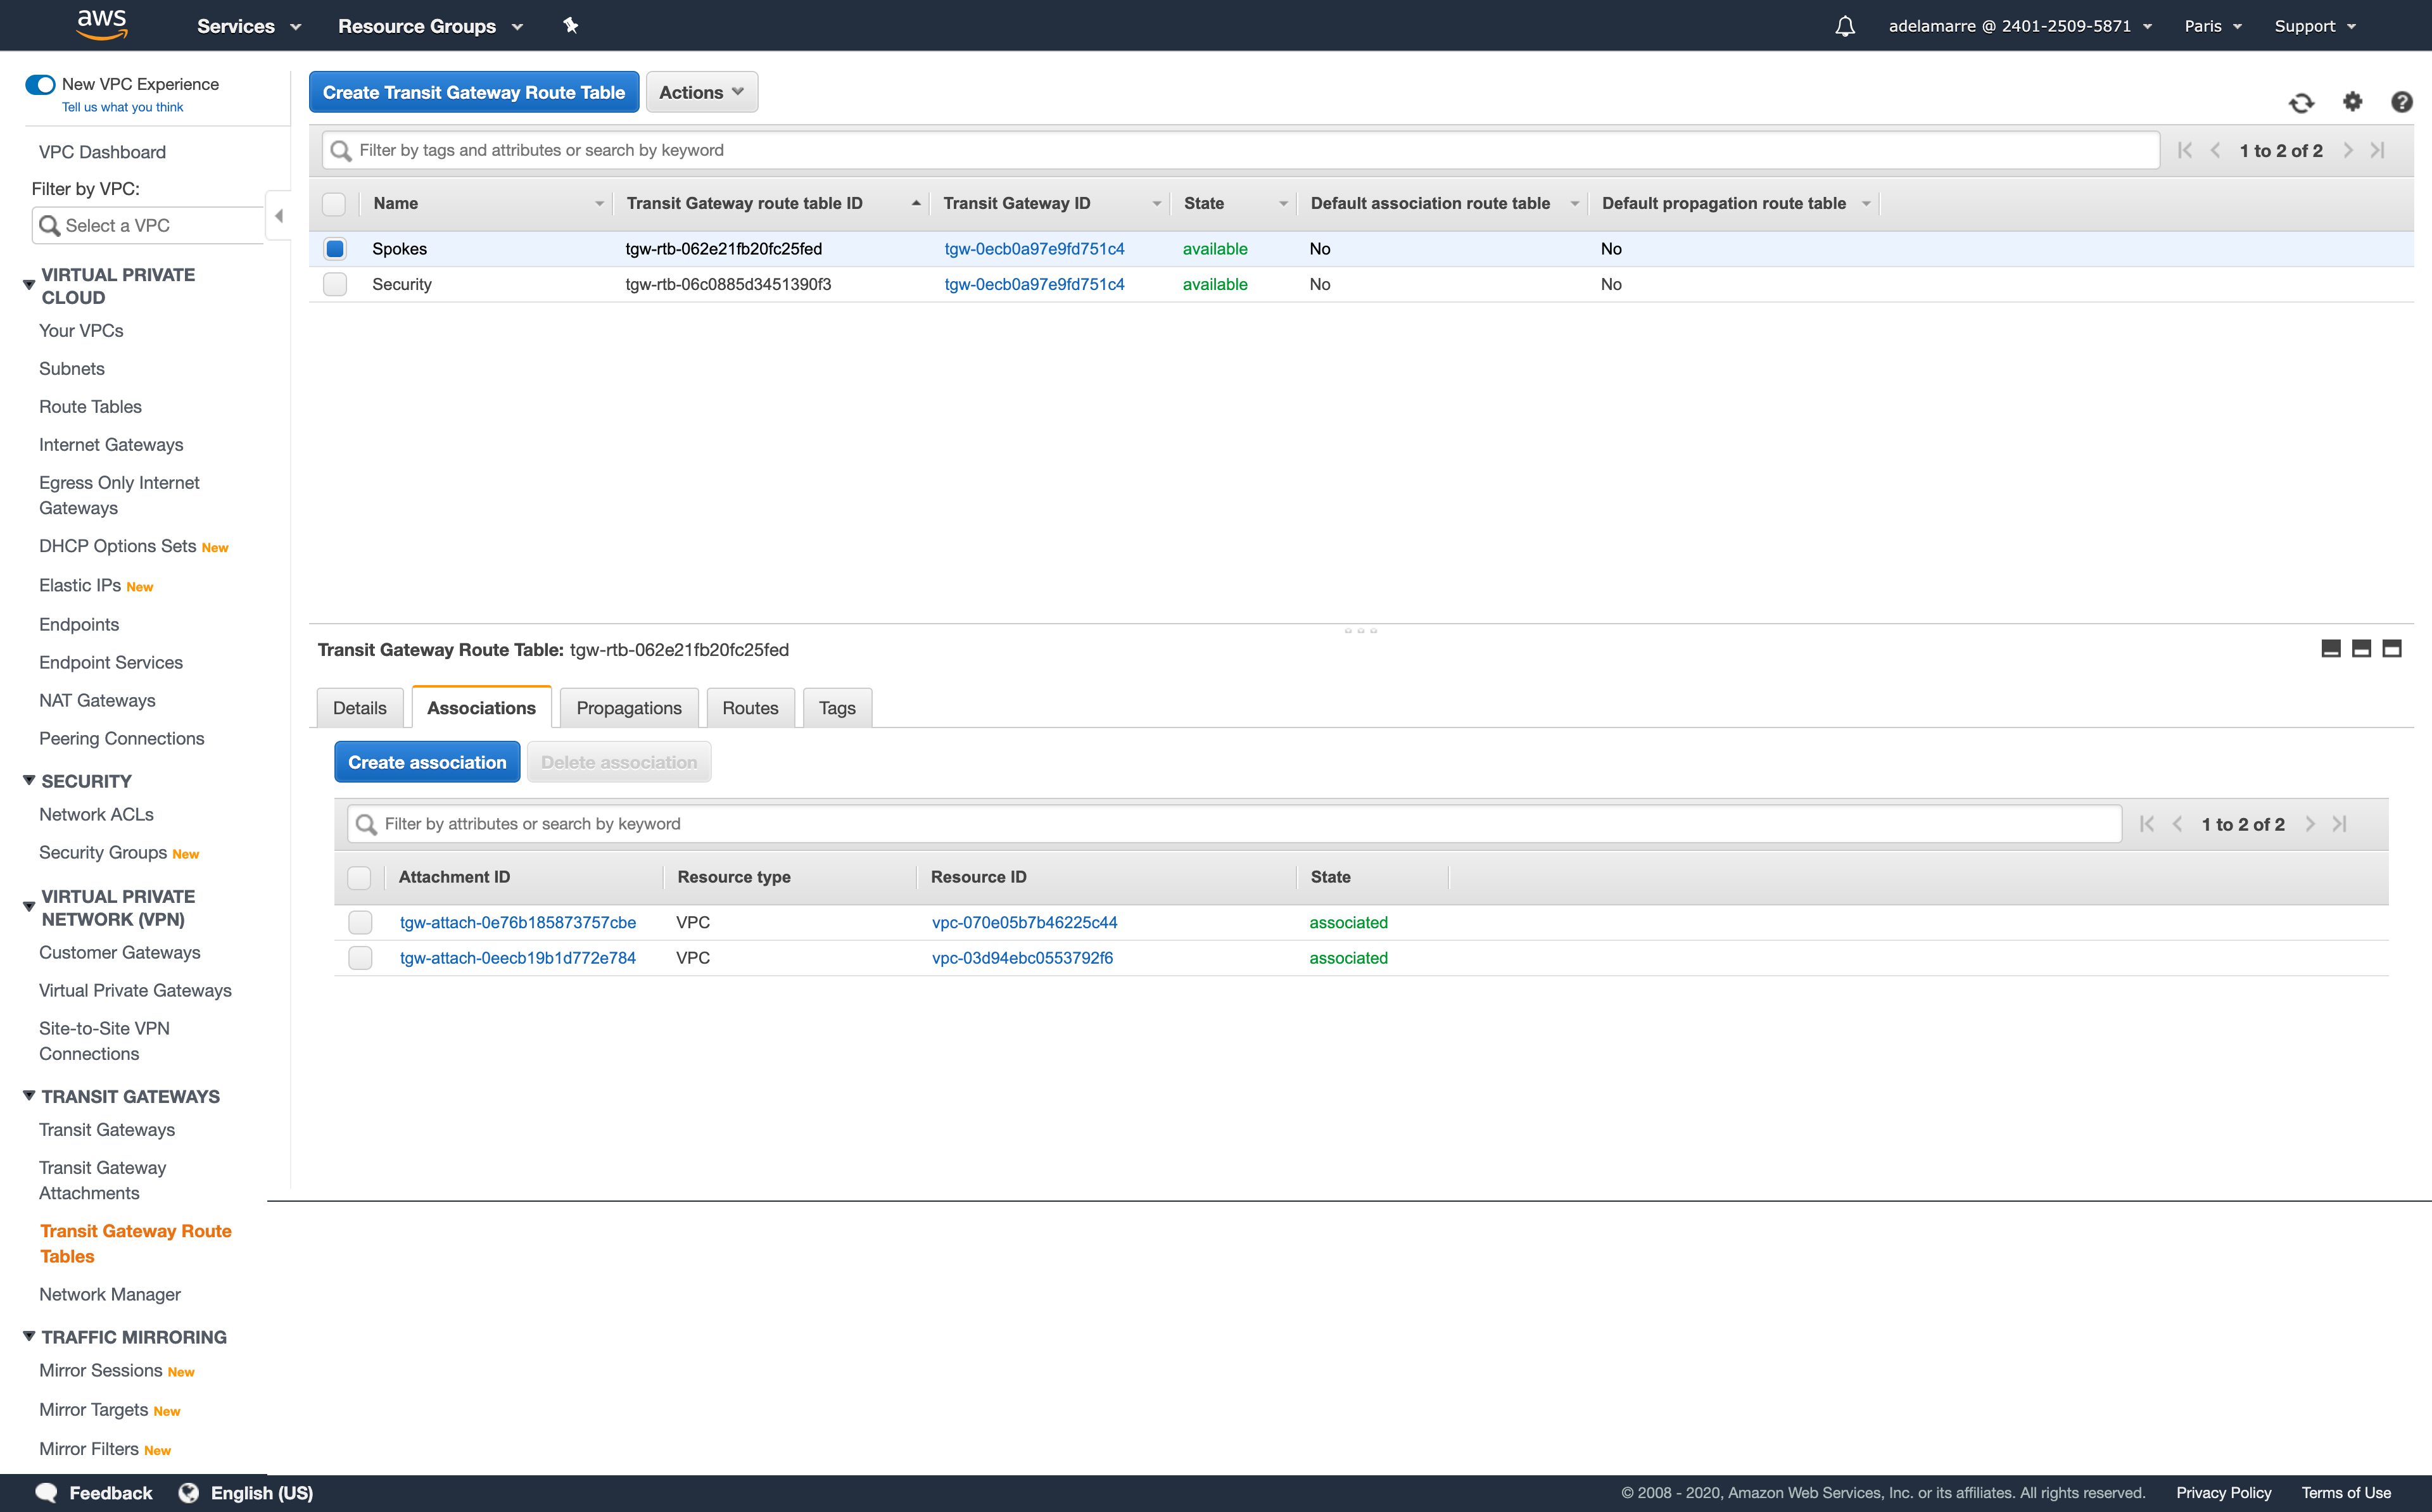 aws
Services
Resource Groups
adelamarre @ 2401-2509-5871
Paris
Support
New VPC Experience
Tell us what you think
VPC Dashboard
Filter by VPC:
Select a VPC
VIRTUAL PRIVATE
CLOUD
Your VPCs
Subnets
Route Tables
Internet Gateways
Egress Only Internet
Gateways
DHCP Options Sets New
Elastic IPs New
Endpoints
Endpoint Services
NAT Gateways
Peering Connections
SECURITY
Network ACLs
Security Groups New
VIRTUAL PRIVATE
NETWORK (VPN)
Customer Gateways
Virtual Private Gateways
Site-to-Site VPN
Connections
TRANSIT GATEWAYS
Transit Gateways
Transit Gateway
Attachments
Transit Gateway Route
Tables
Network Manager
TRAFFIC MIRRORING
Mirror Sessions New
Mirror Targets New
Mirror Filters New
Create Transit Gateway Route Table
Actions
Filter by tags and attributes or search by keyword
1 to 2 of 2
Name Transit Gateway route table ID Transit Gateway ID State Default association route table Default propagation route table
Spokes tgw-rtb-062e21fb20fc25fed tgw-0ecb0a97e9fd751c4 available No No
Security tgw-rtb-06c0885d3451390f3 tgw-0ecb0a97e9fd751c4 available No No
Transit Gateway Route Table: tgw-rtb-062e21fb20fc25fed
Details Associations Propagations Routes Tags
Create association Delete association
Filter by attributes or search by keyword
1 to 2 of 2
Attachment ID Resource type Resource ID State
tgw-attach-0e76b185873757cbe VPC vpc-070e05b7b46225c44 associated
tgw-attach-0eecb19b1d772e784 VPC vpc-03d94ebc0553792f6 associated
Feedback English (US)
© 2008 - 2020, Amazon Web Services, Inc. or its affiliates. All rights reserved. Privacy Policy Terms of Use